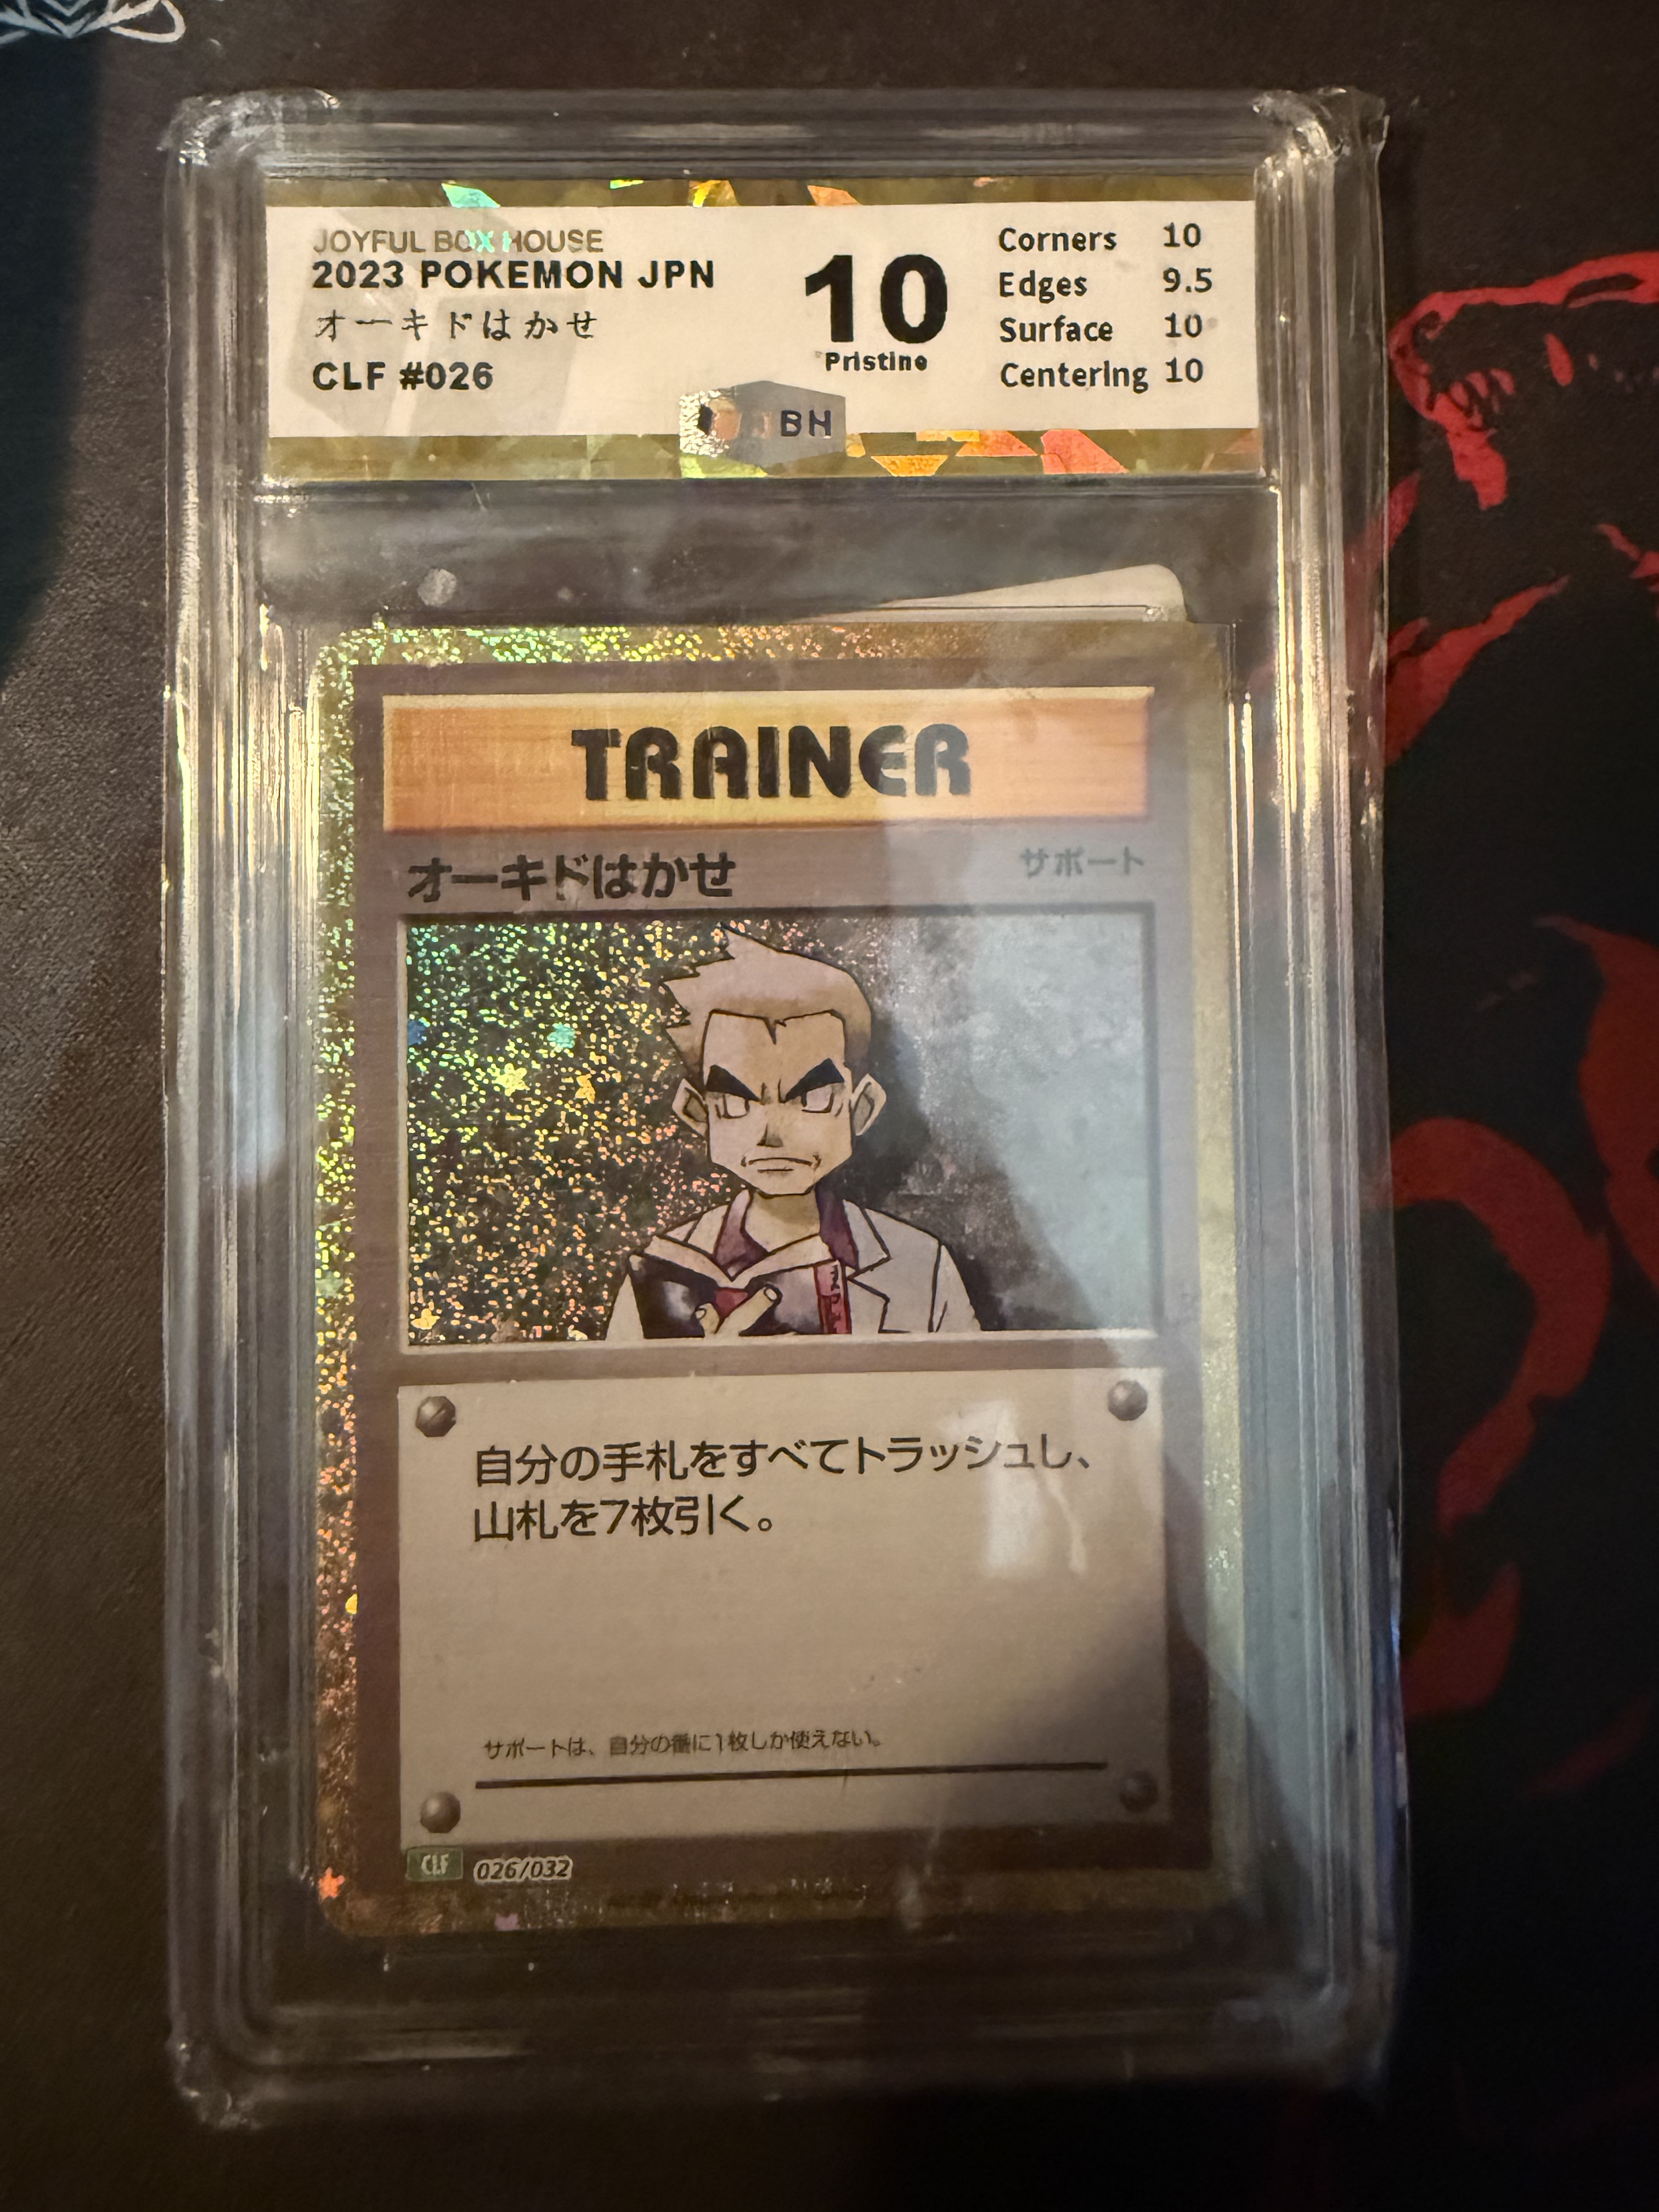 JOYFUL BOX HOUSE
2023 POKEMON JPN
オーキドはかせ
CLF #026
10
Pristine
Corners 10
Edges 9.5
Surface 10
Centering 10
BH
TRAINER
オーキドはかせ
サポート
自分の手札をすべてトラッシュし、
山札を7枚引く。
サポートは、自分の番に1枚しか使えない。
CLF 026/032